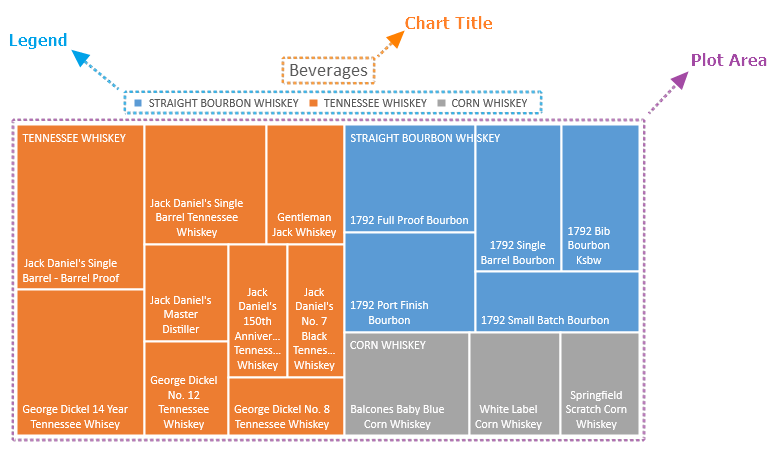 Chart Title
Legend
Plot Area
Beverages
STRAIGHT BOURBON WHISKEY TENNESSEE WHISKEY CORN WHISKEY
TENNESSEE WHISKEY
Jack Daniel's Single
Barrel - Barrel Proof
George Dickel 14 Year
Tennessee Whisey
Jack Daniel's Single
Barrel Tennessee
Whiskey
Gentleman
Jack Whiskey
Jack Daniel's
Master
Distiller
Jack
Daniel's
150th
Anniver...
Tenness...
Whiskey
Jack
Daniel's
No. 7
Black
Tennes...
Whiskey
George Dickel
No. 12
Tennessee
Whiskey
George Dickel No. 8
Tennessee Whiskey
STRAIGHT BOURBON WHISKEY
1792 Full Proof Bourbon
1792 Single
Barrel Bourbon
1792 Bib
Bourbon
Ksbw
1792 Port Finish
Bourbon
1792 Small Batch Bourbon
CORN WHISKEY
Balcones Baby Blue
Corn Whiskey
White Label
Corn Whiskey
Springfield
Scratch Corn
Whiskey